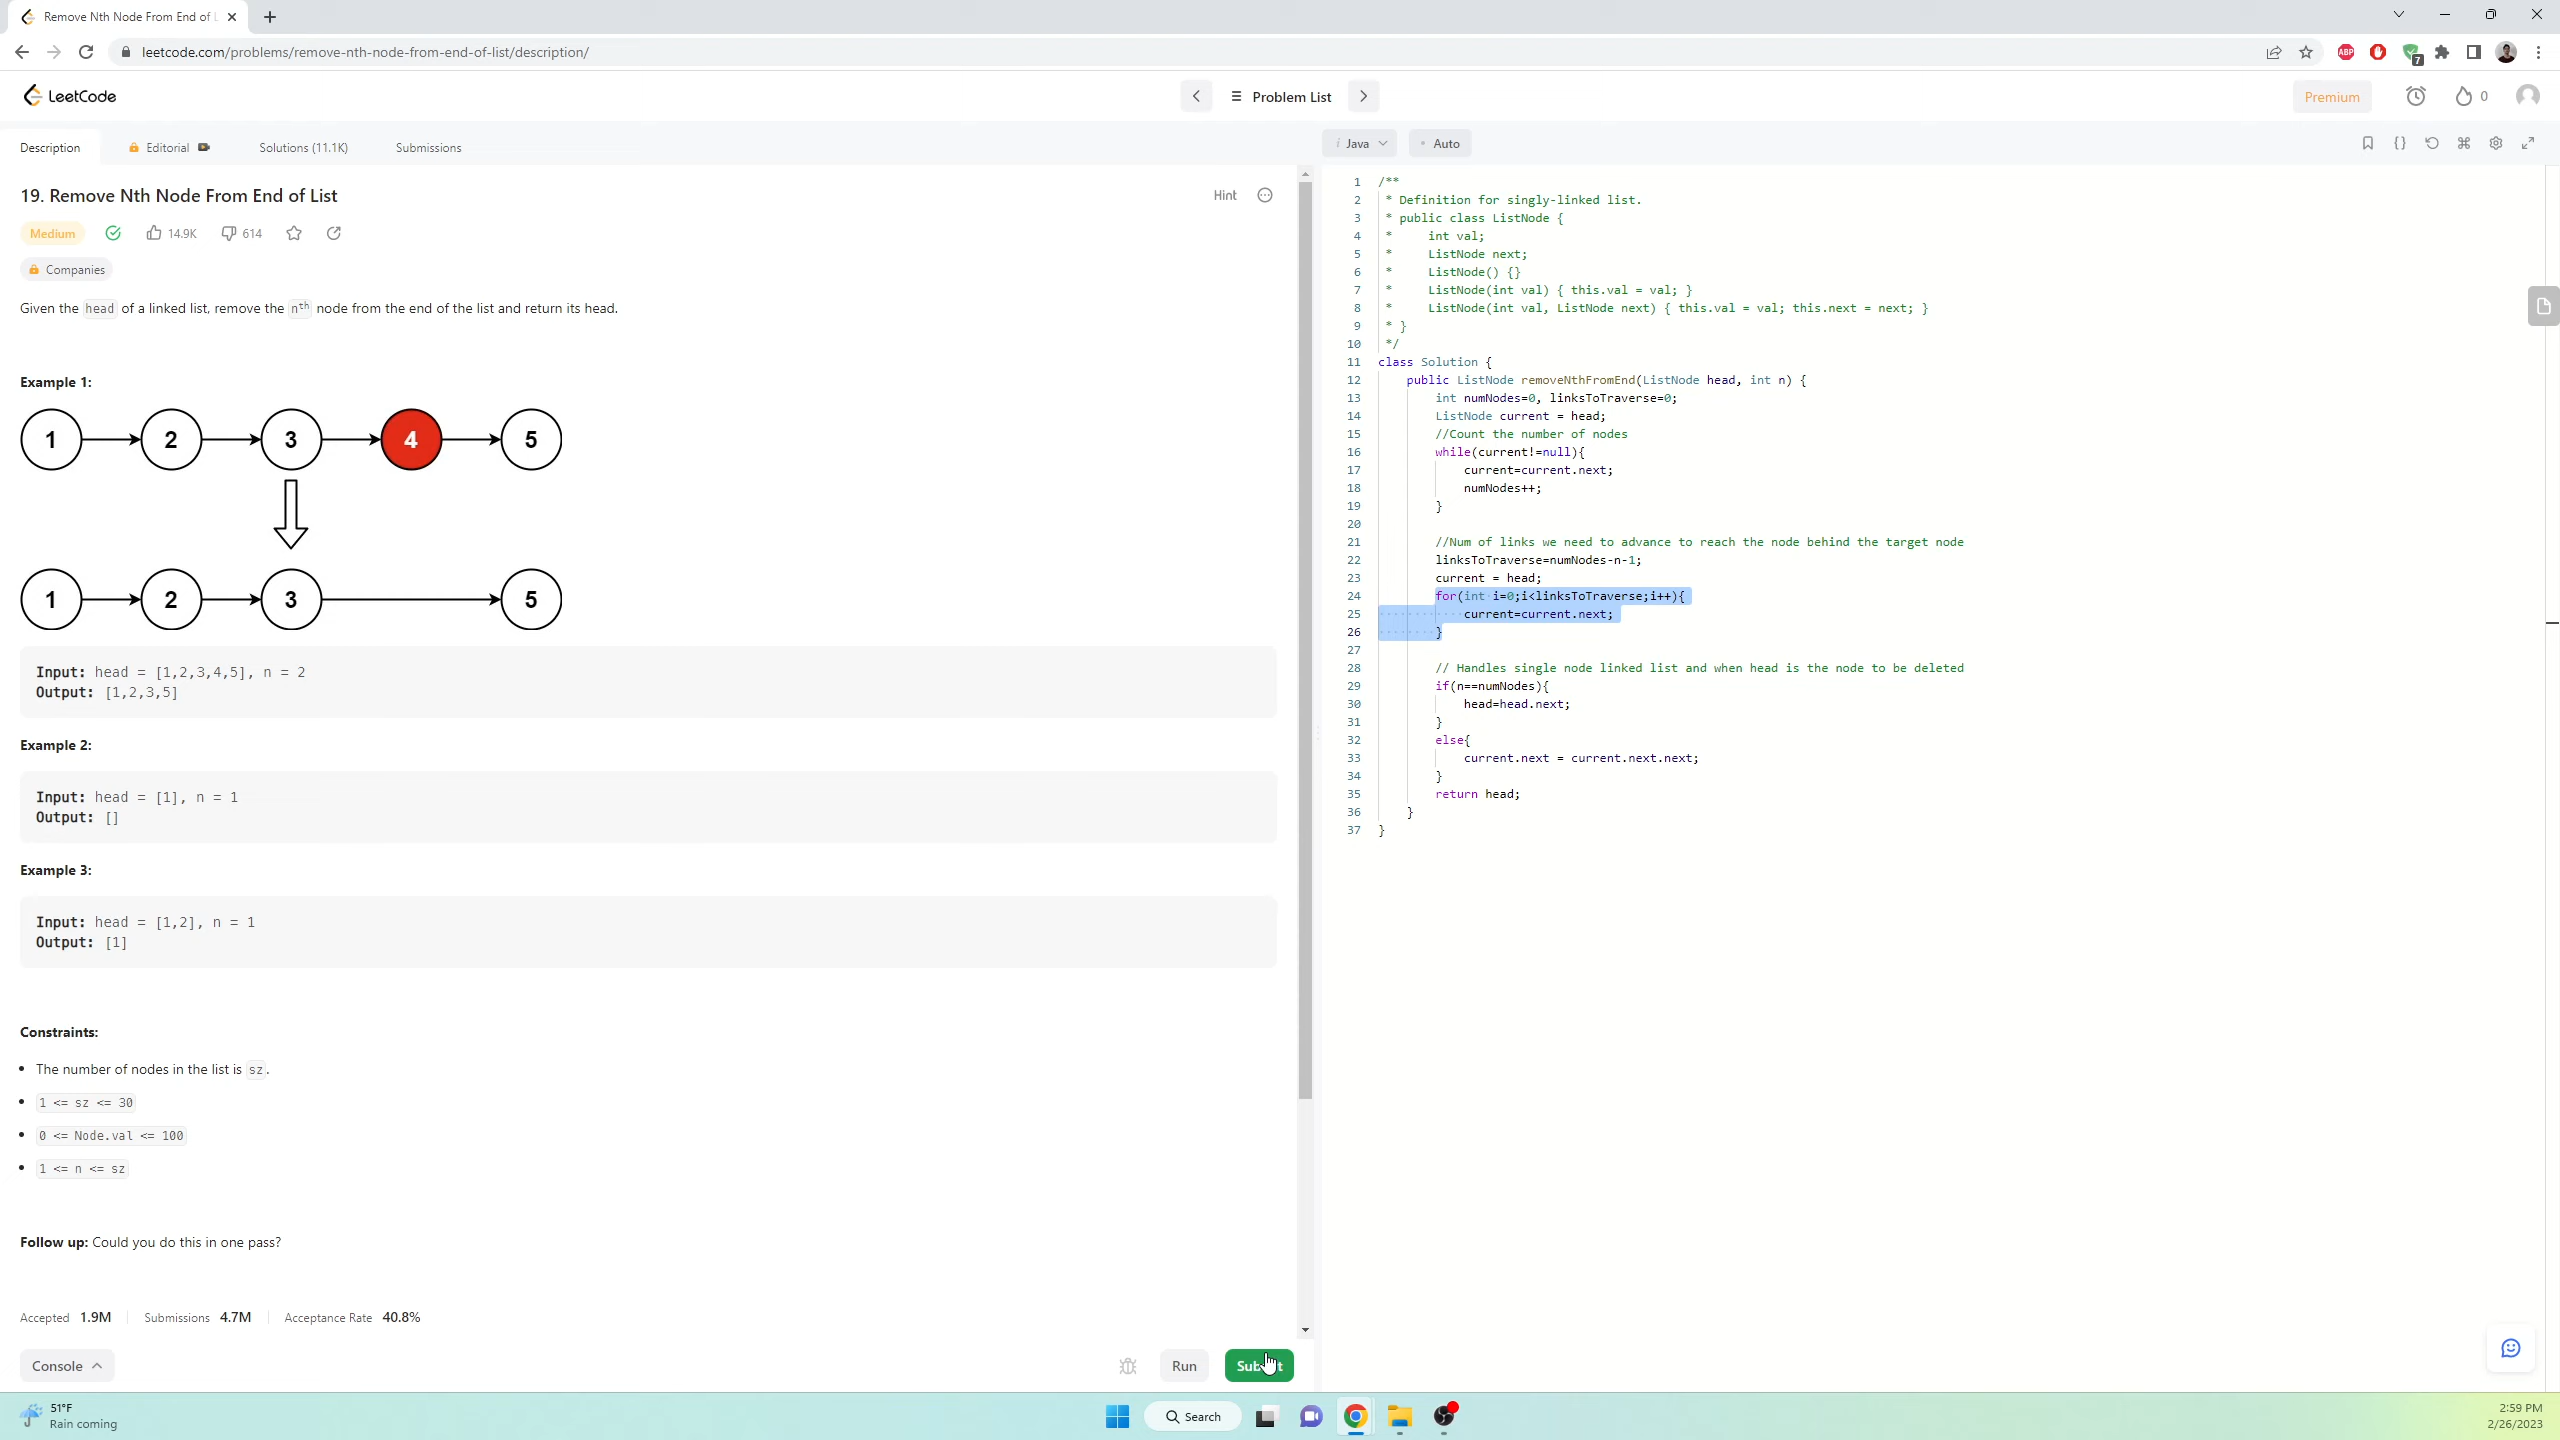 Remove Nth Node From End of L
leetcode.com/problems/remove-nth-node-from-end-of-list/description/
ABP
7
LeetCode
Problem List
Premium
0
Description
Editorial
Solutions (11.1K)
Submissions
i Java
Auto
19. Remove Nth Node From End of List
Hint
Medium
14.9K
614
Companies
Given the head of a linked list, remove the nth node from the end of the list and return its head.
Example 1:
1 2 3 4 5
1 2 3 5
Input: head = [1,2,3,4,5], n = 2
Output: [1,2,3,5]
Example 2:
Input: head = [1], n = 1
Output: []
Example 3:
Input: head = [1,2], n = 1
Output: [1]
Constraints:
• The number of nodes in the list is sz.
• 1 <= sz <= 30
• 0 <= Node.val <= 100
• 1 <= n <= sz
Follow up: Could you do this in one pass?
Accepted 1.9M
Submissions 4.7M
Acceptance Rate 40.8%
Console
Run
1 /**
2 * Definition for singly-linked list.
3 * public class ListNode {
4 * int val;
5 * ListNode next;
6 * ListNode() {}
7 * ListNode(int val) { this.val = val; }
8 * ListNode(int val, ListNode next) { this.val = val; this.next = next; }
9 * }
10 */
11 class Solution {
12 public ListNode removeNthFromEnd(ListNode head, int n) {
13 int numNodes=0, linksToTraverse=0;
14 ListNode current = head;
15 //Count the number of nodes
16 while(current!=null){
17 current=current.next;
18 numNodes++;
19 }
20
21 //Num of links we need to advance to reach the node behind the target node
22 linksToTraverse=numNodes-n-1;
23 current = head;
24 for(int i=0;i<linksToTraverse;i++){
25 current=current.next;
26 }
27
28 // Handles single node linked list and when head is the node to be deleted
29 if(n==numNodes){
30 head=head.next;
31 }
32 else{
33 current.next = current.next.next;
34 }
35 return head;
36 }
37 }
51°F
Rain coming
Search
2:59 PM
2/26/2023